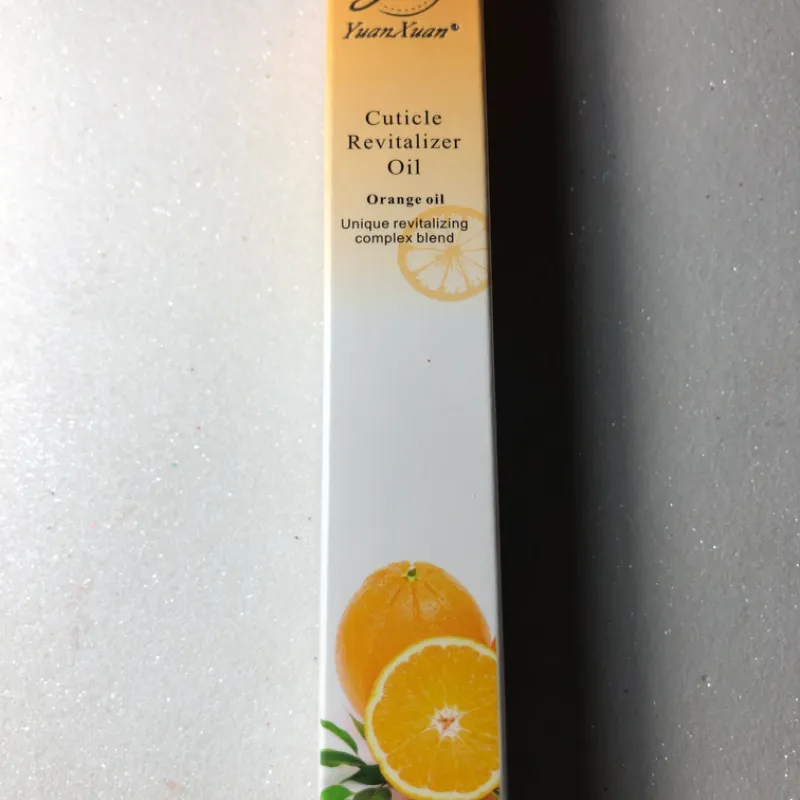 YuanXuan®
Cuticle
Revitalizer
Oil
Orange oil
Unique revitalizing
complex blend